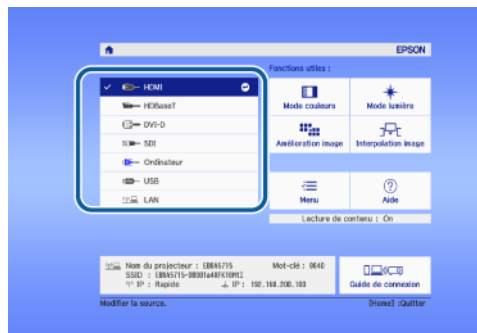 EPSON
Fonctions utiles :
HDMI
HDBaseT
DVI-D
SDI
Ordinateur
USB
LAN
Mode couleurs
Mode lumière
Amélioration image
Interpolation image
Menu
Aide
Lecture de contenu : On
Nom du projecteur : EB8A5715
Mot-clé : 0640
IP : Rapide
IP : 192.168.200.103
Guide de connexion
Modifier la source.
[Home] :Quitter